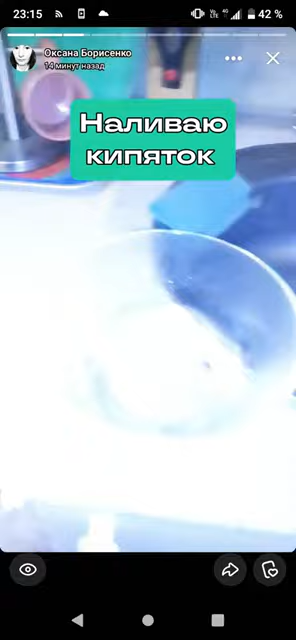 23:15
42 %
Оксана Борисенко
14 минут назад
Наливаю
кипяток